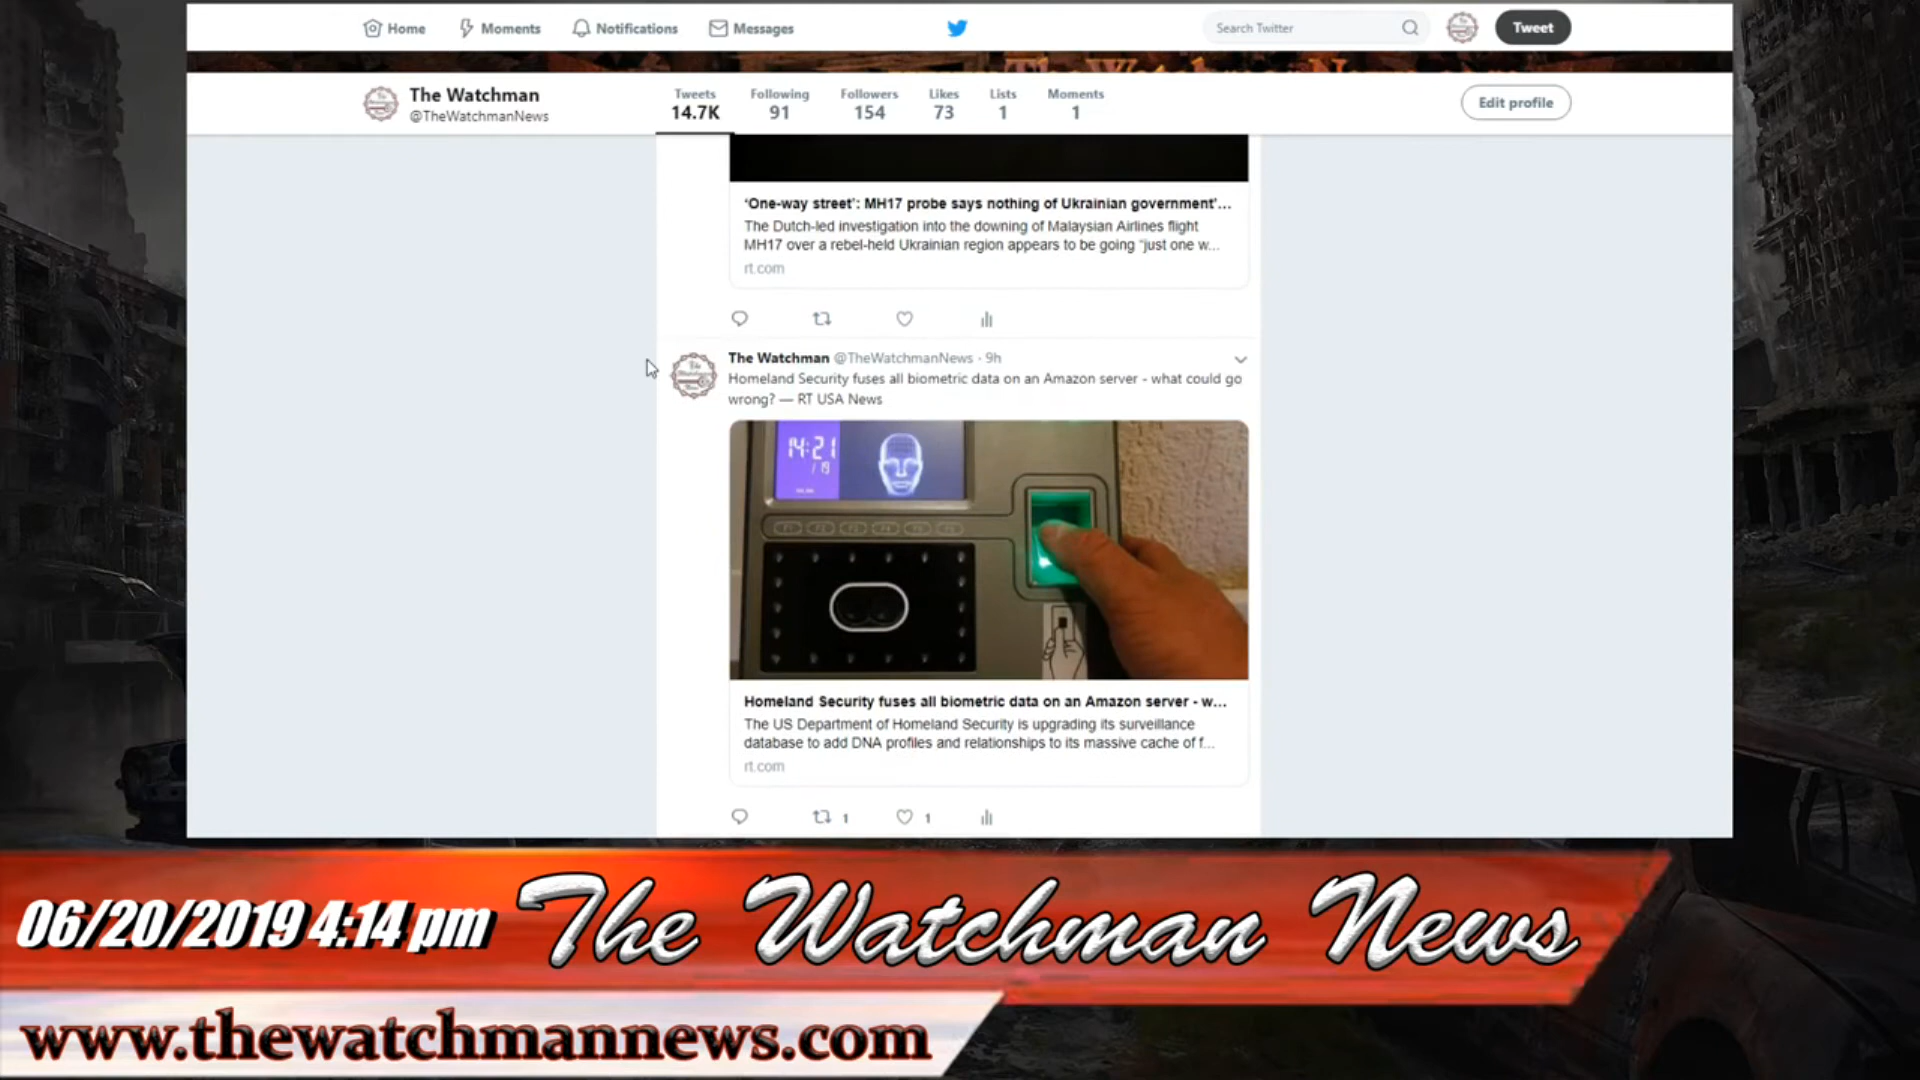 Home Moments Notifications Messages Search Twitter Tweet
The Watchman
@TheWatchmanNews
Tweets Following Followers Likes Lists Moments
14.7K 91 154 73 1 1
Edit profile
‘One-way street’: MH17 probe says nothing of Ukrainian government’...
The Dutch-led investigation into the downing of Malaysian Airlines flight
MH17 over a rebel-held Ukrainian region appears to be going “just one w...
rt.com
The Watchman @TheWatchmanNews · 9h
Homeland Security fuses all biometric data on an Amazon server - what could go
wrong? — RT USA News
14:21
/ 19
Homeland Security fuses all biometric data on an Amazon server - w...
The US Department of Homeland Security is upgrading its surveillance
database to add DNA profiles and relationships to its massive cache of f...
rt.com
1 1
06/20/2019 4:14 pm The Watchman News
www.thewatchmannews.com